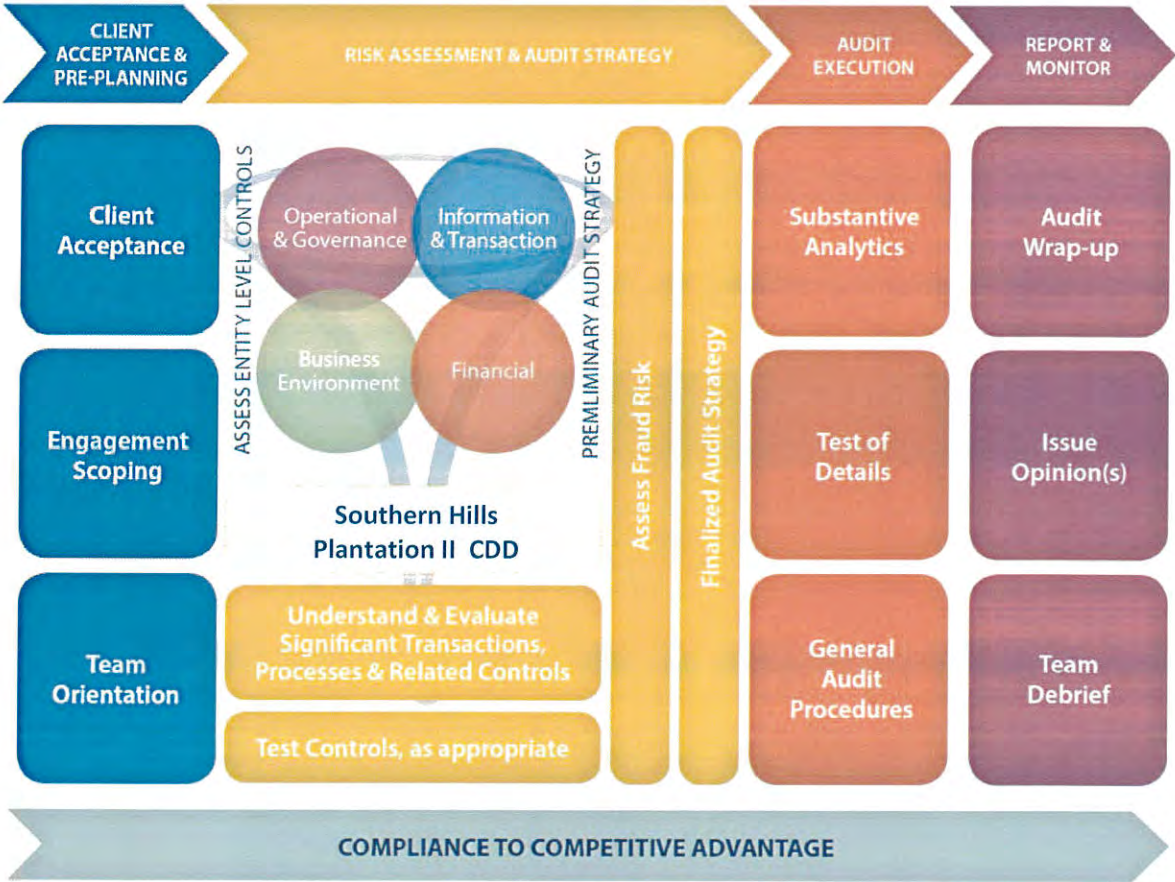 CLIENT
ACCEPTANCE &
PRE-PLANNING
RISK ASSESSMENT & AUDIT STRATEGY
AUDIT
EXECUTION
REPORT &
MONITOR
Client
Acceptance
Engagement
Scoping
Team
Orientation
ASSESS ENTITY LEVEL CONTROLS
Operational
& Governance
Information
& Transaction
Business
Environment
Financial
PREMLIMINARY AUDIT STRATEGY
Southern Hills
Plantation II CDD
Understand & Evaluate
Significant Transactions,
Processes & Related Controls
Test Controls, as appropriate
Assess Fraud Risk
Finalized Audit Strategy
Substantive
Analytics
Test of
Details
General
Audit
Procedures
Audit
Wrap-up
Issue
Opinion(s)
Team
Debrief
COMPLIANCE TO COMPETITIVE ADVANTAGE